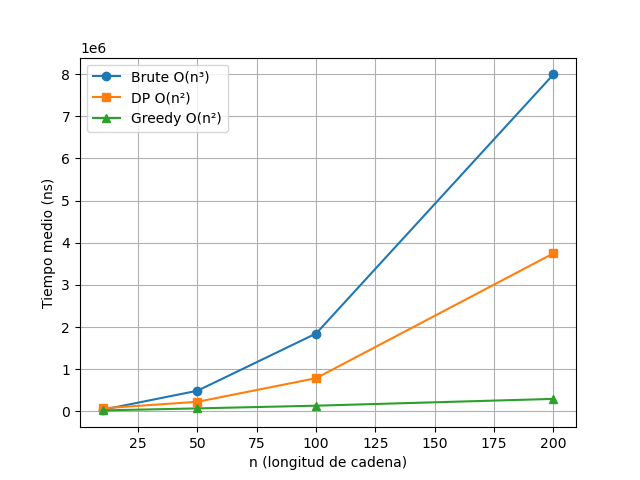 1e6
Brute O(n³)
DP O(n²)
Greedy O(n²)
8
7
6
5
4
3
2
1
0
Tiempo medio (ns)
25 50 75 100 125 150 175 200
n (longitud de cadena)